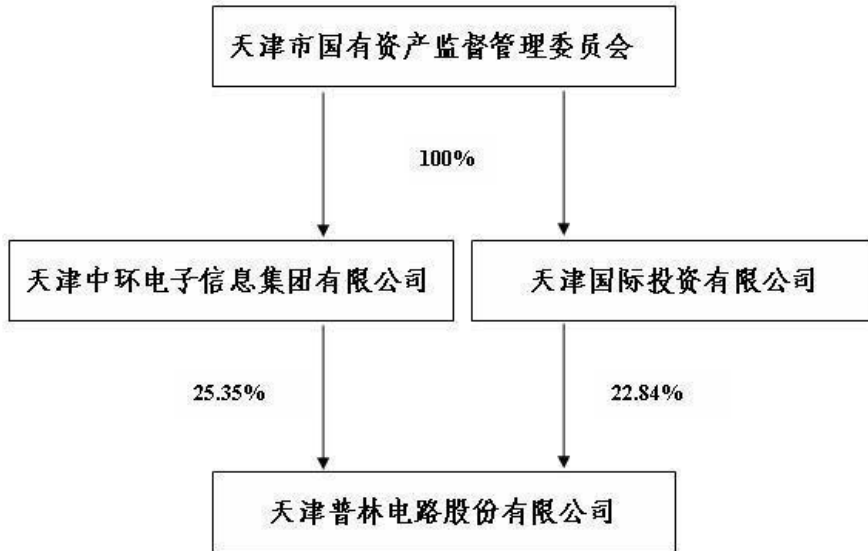 天津市国有资产监督管理委员会
100%
天津中环电子信息集团有限公司
天津国际投资有限公司
25.35%
22.84%
天津普林电路股份有限公司